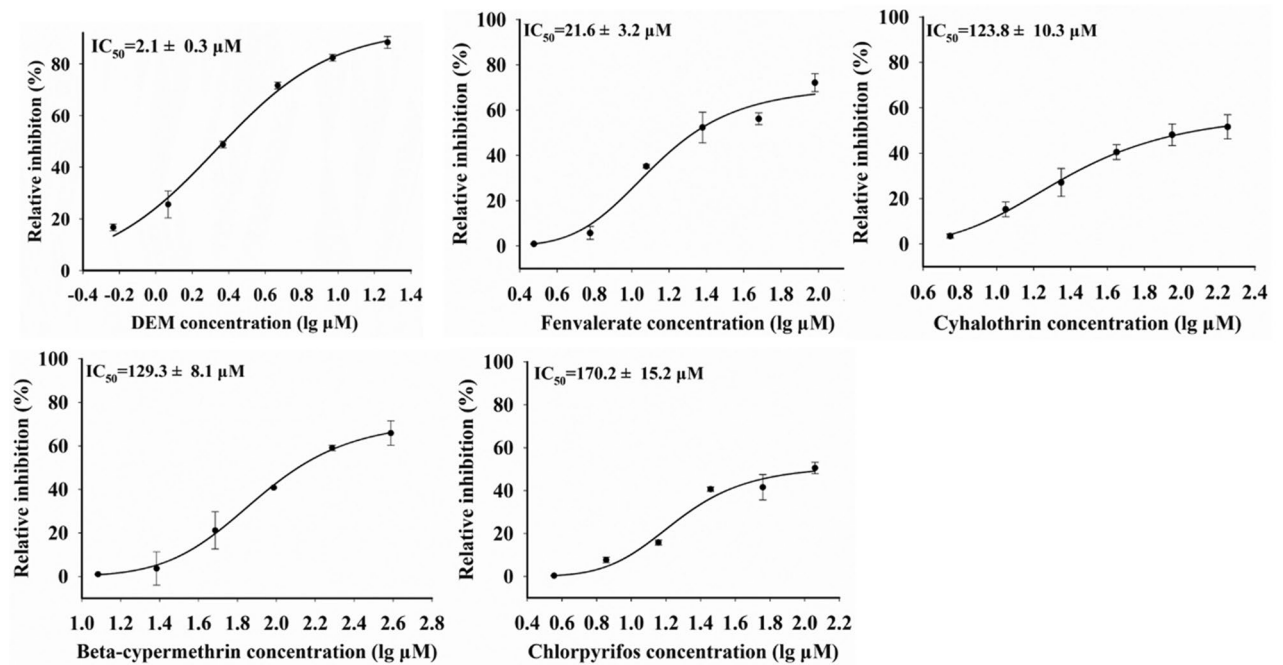 IC50=2.1 ± 0.3 µM
Relative inhibiton (%)
80
60
40
20
0
-0.4 -0.2 0.0 0.2 0.4 0.6 0.8 1.0 1.2 1.4
DEM concentration (lg µM)
IC50=21.6 ± 3.2 µM
Relative inhibition (%)
100
80
60
40
20
0
0.4 0.6 0.8 1.0 1.2 1.4 1.6 1.8 2.0
Fenvalerate concentration (lg µM)
IC50=123.8 ± 10.3 µM
Relative inhibition (%)
100
80
60
40
20
0
0.6 0.8 1.0 1.2 1.4 1.6 1.8 2.0 2.2 2.4
Cyhalothrin concentration (lg µM)
IC50=129.3 ± 8.1 µM
Relative inhibition (%)
100
80
60
40
20
0
1.0 1.2 1.4 1.6 1.8 2.0 2.2 2.4 2.6 2.8
Beta-cypermethrin concentration (lg µM)
IC50=170.2 ± 15.2 µM
Relative inhibition (%)
100
80
60
40
20
0
0.4 0.6 0.8 1.0 1.2 1.4 1.6 1.8 2.0 2.2
Chlorpyrifos concentration (lg µM)